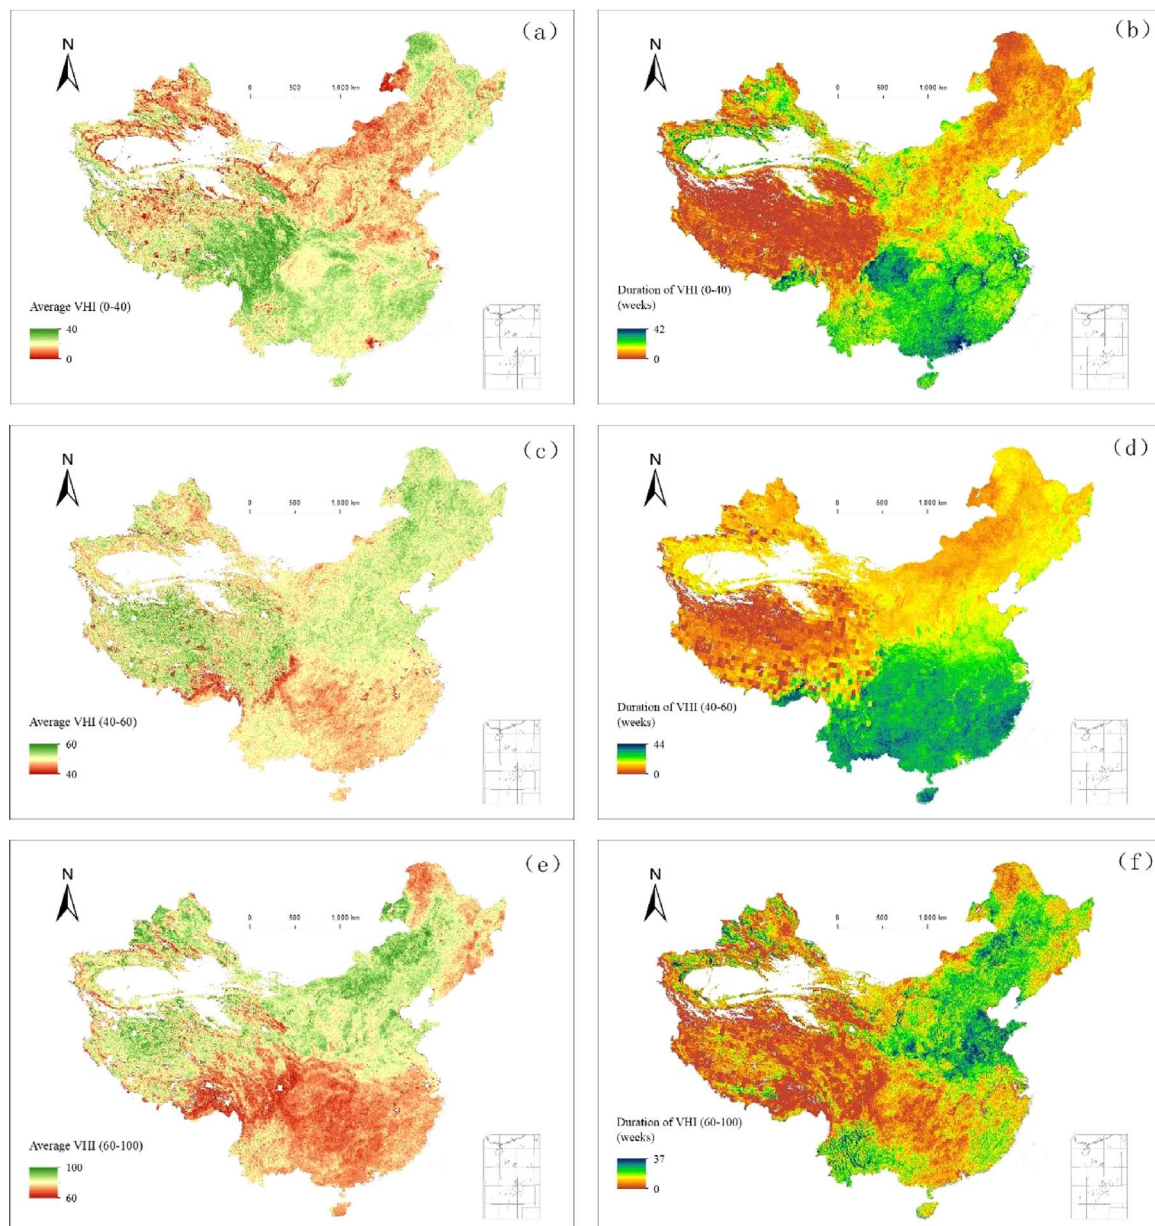 (a)
N
0 500 1,000 km
Average VHI (0-40)
40
0
(b)
N
0 500 1,000 km
Duration of VHI (0-40)
(weeks)
42
0
(c)
N
0 500 1,000 km
Average VHI (40-60)
60
40
(d)
N
0 500 1,000 km
Duration of VHI (40-60)
(weeks)
44
0
(e)
N
0 500 1,000 km
Average VHI (60-100)
100
60
(f)
N
0 500 1,000 km
Duration of VHI (60-100)
(weeks)
37
0